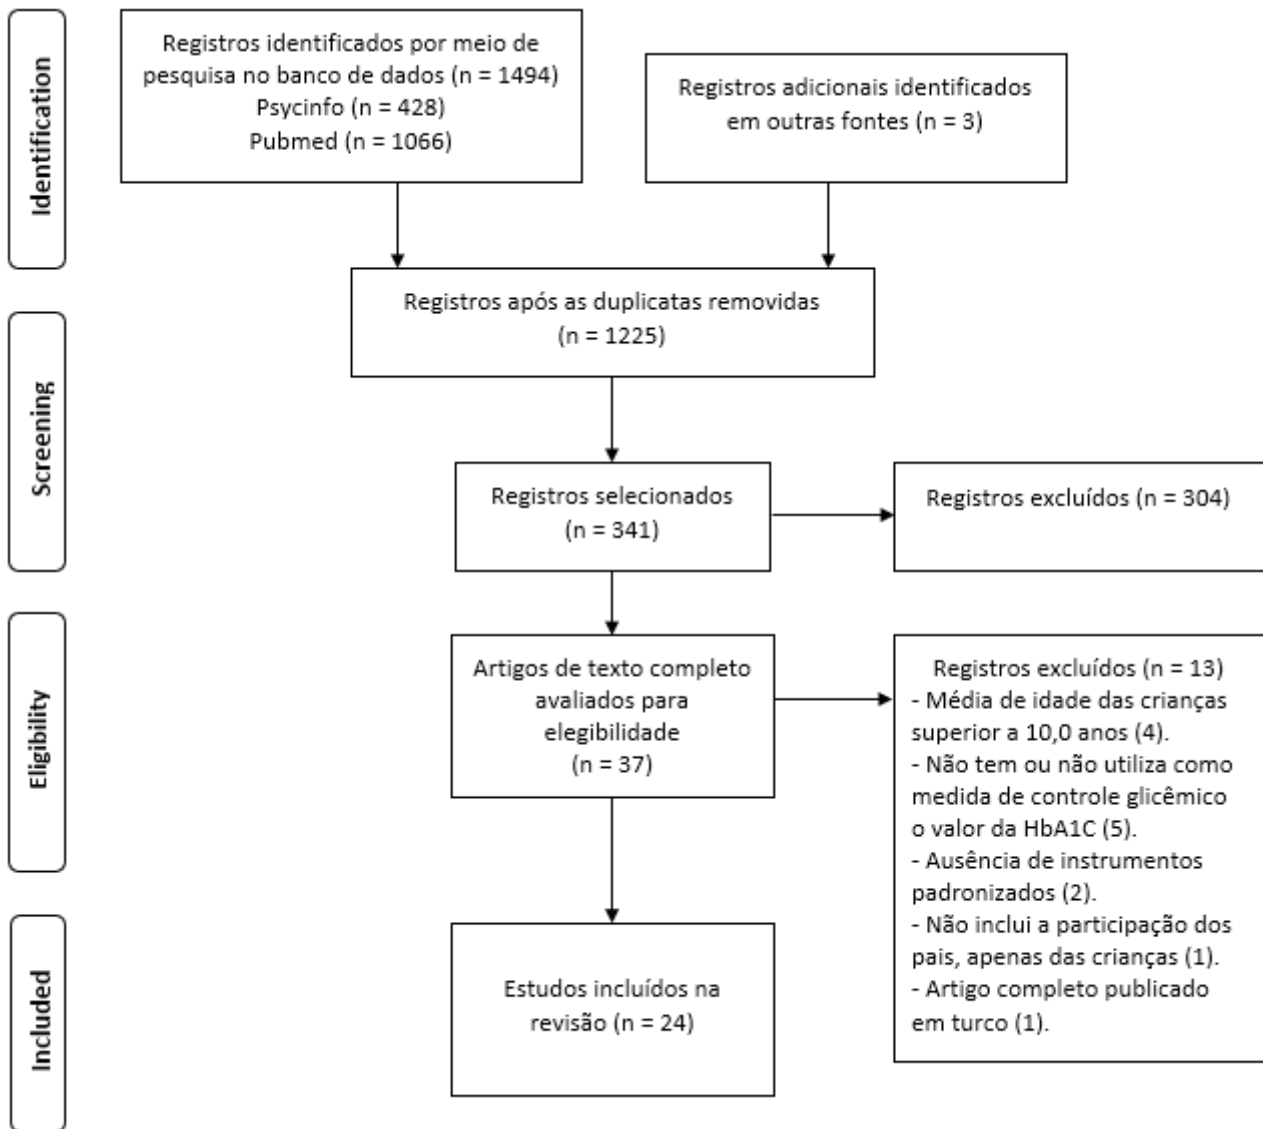 Identification
Registros identificados por meio de
pesquisa no banco de dados (n = 1494)
Psycinfo (n = 428)
Pubmed (n = 1066)
Registros adicionais identificados
em outras fontes (n = 3)
Registros após as duplicatas removidas
(n = 1225)
Screening
Registros selecionados
(n = 341)
Registros excluídos (n = 304)
Eligibility
Artigos de texto completo
avaliados para
elegibilidade
(n = 37)
Registros excluídos (n = 13)
- Média de idade das crianças
superior a 10,0 anos (4).
- Não tem ou não utiliza como
medida de controle glicêmico
o valor da HbA1C (5).
- Ausência de instrumentos
padronizados (2).
- Não inclui a participação dos
pais, apenas das crianças (1).
- Artigo completo publicado
em turco (1).
Included
Estudos incluídos na
revisão (n = 24)